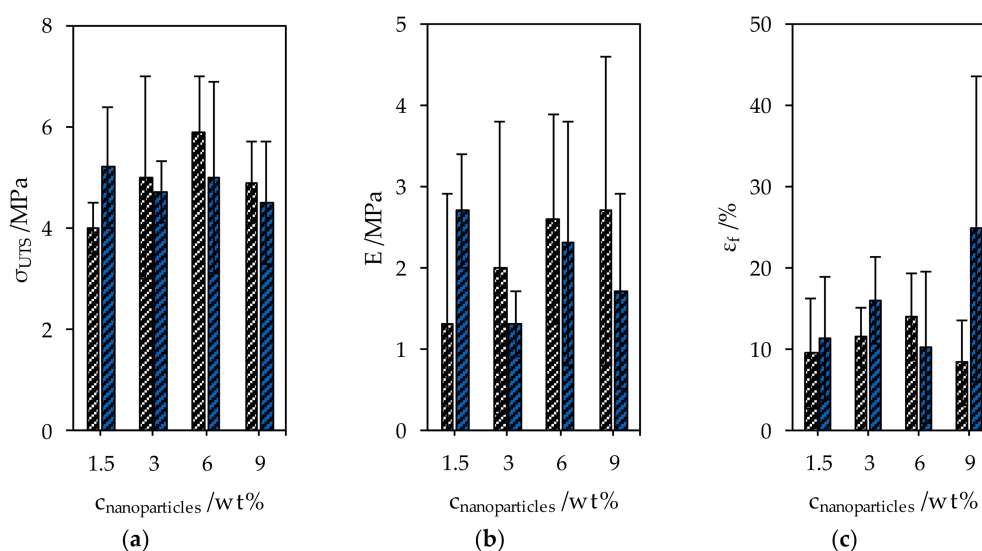 8
6
4
2
0
σUTS /MPa
1.5 3 6 9
cnanoparticles /wt%
(a)
5
4
3
2
1
0
E /MPa
1.5 3 6 9
cnanoparticles /wt%
(b)
50
40
30
20
10
0
εf /%
1.5 3 6 9
cnanoparticles /wt%
(c)